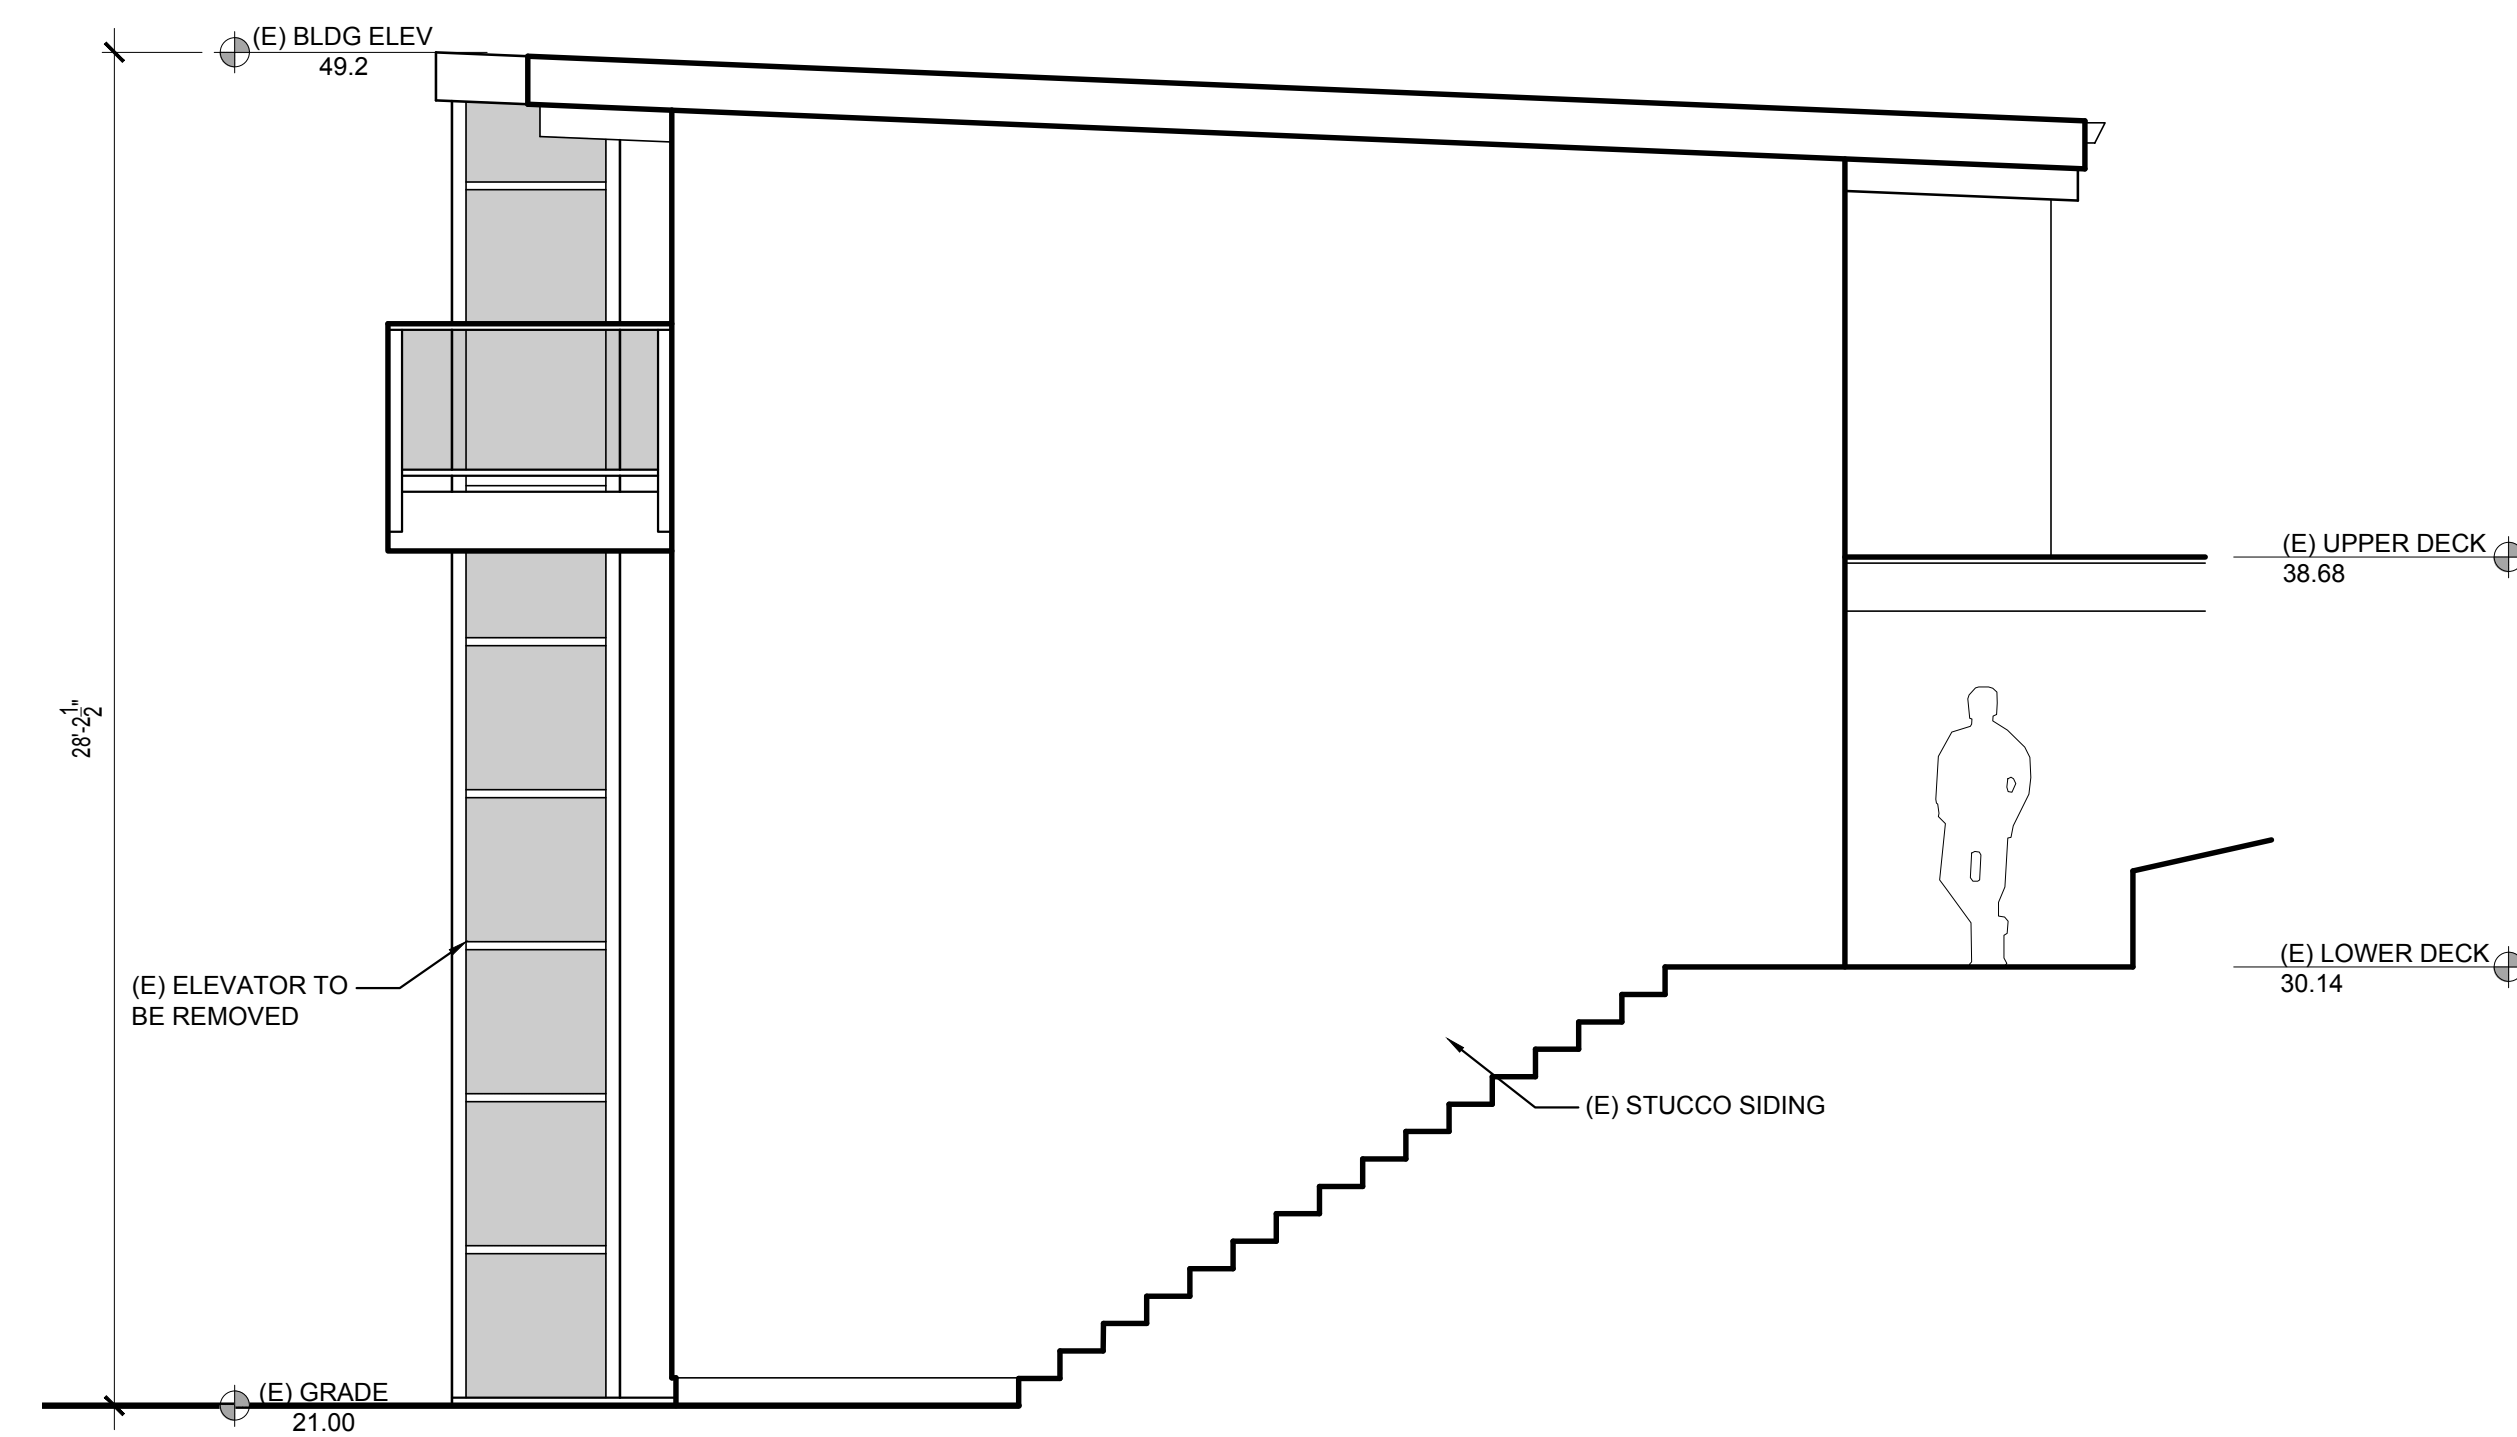 (E) BLDG ELEV
49.2
(E) UPPER DECK
38.68
28'-2 1/2"
(E) LOWER DECK
30.14
(E) ELEVATOR TO
BE REMOVED
(E) STUCCO SIDING
(E) GRADE
21.00